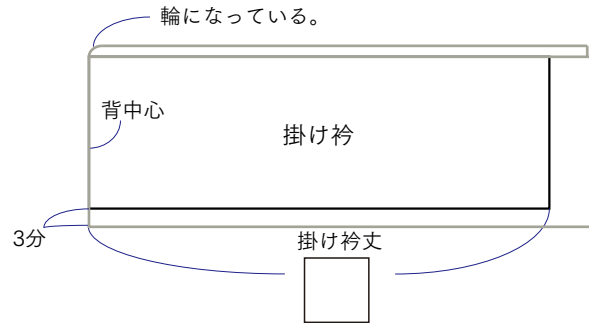 輪になっている。
背中心
掛け衿
3分
掛け衿丈